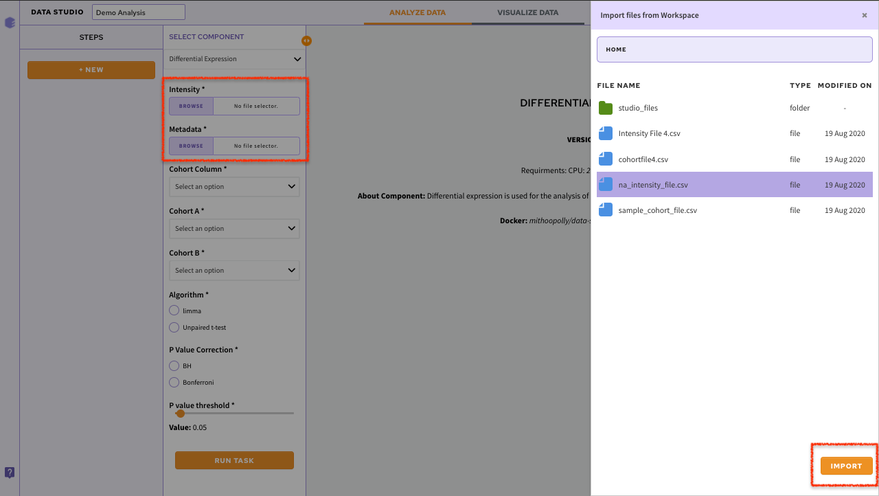 DATA STUDIO
Demo Analysis
ANALYZE DATA
VISUALIZE DATA
STEPS
+ NEW
SELECT COMPONENT
Differential Expression
Intensity *
BROWSE No file selector.
Metadata *
BROWSE No file selector.
Cohort Column *
Select an option
Cohort A *
Select an option
Cohort B *
Select an option
Algorithm *
limma
Unpaired t-test
P Value Correction *
BH
Bonferroni
P value threshold *
Value: 0.05
RUN TASK
DIFFERENTIA
VERSI
Requirments: CPU: 2
About Component: Differential expression is used for the analysis of
Docker: mithoopolly/data-s
Import files from Workspace ×
HOME
FILE NAME TYPE MODIFIED ON
studio_files folder -
Intensity File 4.csv file 19 Aug 2020
cohortfile4.csv file 19 Aug 2020
na_intensity_file.csv file 19 Aug 2020
sample_cohort_file.csv file 19 Aug 2020
IMPORT
?